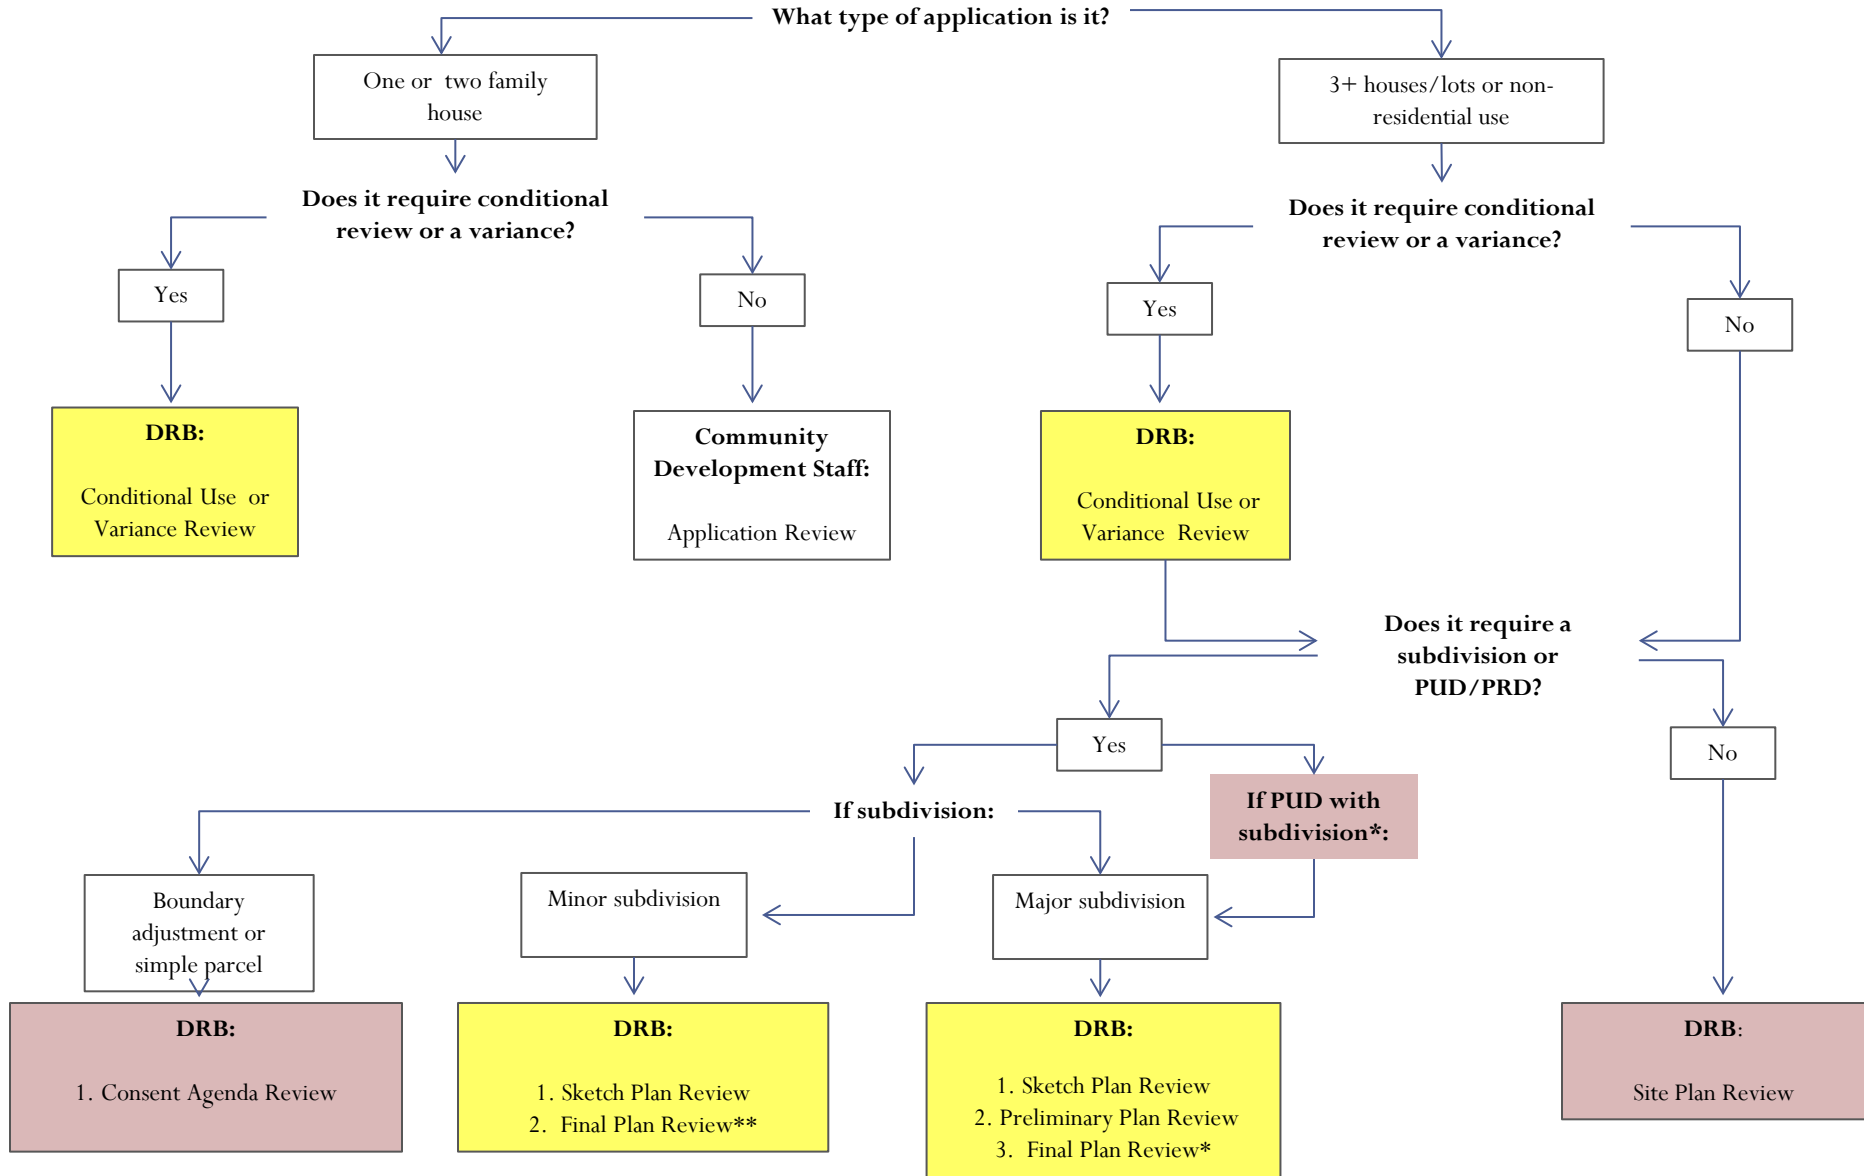 What type of application is it?
One or two family
house
3+ houses/lots or non-
residential use
Does it require conditional
review or a variance?
Does it require conditional
review or a variance?
Yes
No
Yes
No
DRB:
Conditional Use or
Variance Review
Community
Development Staff:
Application Review
DRB:
Conditional Use or
Variance Review
Does it require a
subdivision or
PUD/PRD?
Yes
No
If subdivision:
If PUD with
subdivision*:
Boundary
adjustment or
simple parcel
Minor subdivision
Major subdivision
DRB:
1. Consent Agenda Review
DRB:
1. Sketch Plan Review
2. Final Plan Review**
DRB:
1. Sketch Plan Review
2. Preliminary Plan Review
3. Final Plan Review*
DRB:
Site Plan Review